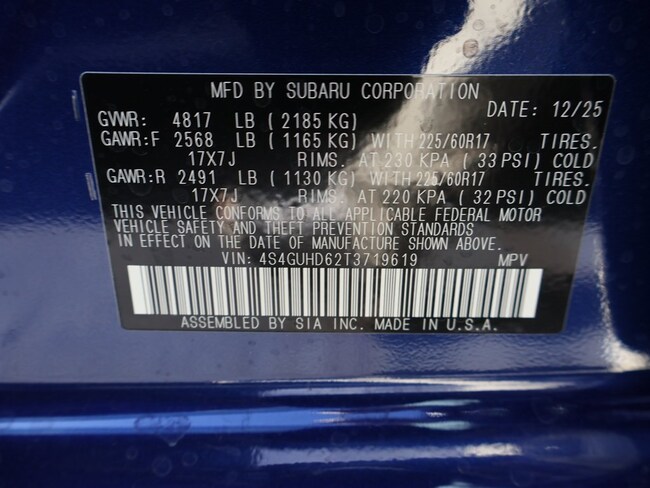 MFD BY SUBARU CORPORATION
DATE: 12/25
GVWR: 4817 LB (2185 KG)
GAWR:F 2568 LB (1165 KG) WITH 225/60R17 TIRES.
17X7J RIMS. AT 230 KPA (33 PSI) COLD
GAWR:R 2491 LB (1130 KG) WITH 225/60R17 TIRES.
17X7J RIMS. AT 220 KPA (32 PSI) COLD
THIS VEHICLE CONFORMS TO ALL APPLICABLE FEDERAL MOTOR
VEHICLE SAFETY AND THEFT PREVENTION STANDARDS
IN EFFECT ON THE DATE OF MANUFACTURE SHOWN ABOVE.
VIN: 4S4GUHD62T3719619 MPV
ASSEMBLED BY SIA INC. MADE IN U.S.A.